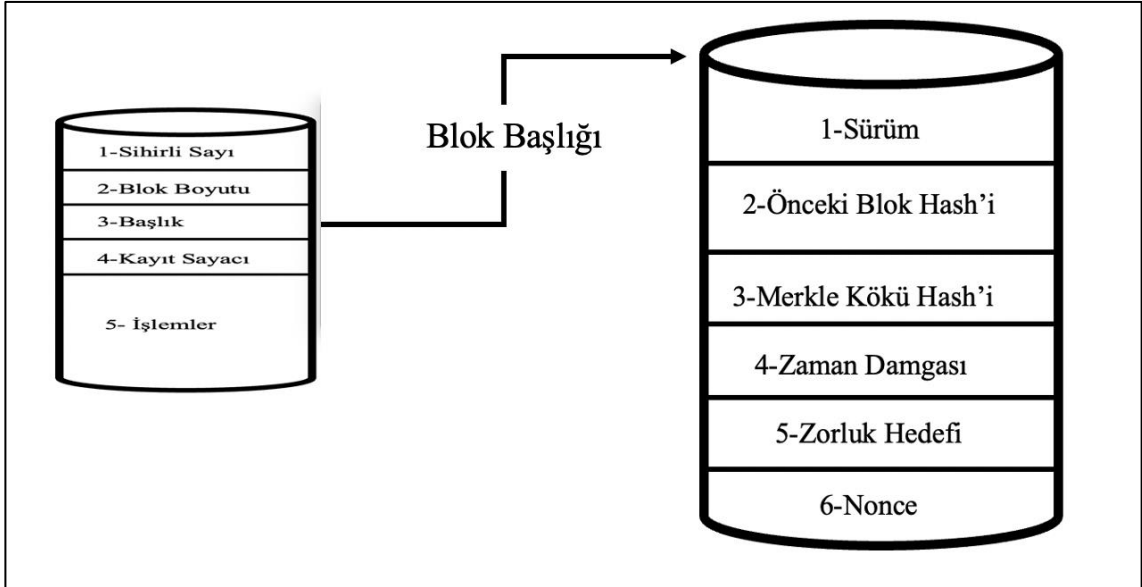 1-Sihirli Sayı
2-Blok Boyutu
3-Başlık
4-Kayıt Sayacı
5- İşlemler
Blok Başlığı
1-Sürüm
2-Önceki Blok Hash’i
3-Merkle Kökü Hash’i
4-Zaman Damgası
5-Zorluk Hedefi
6-Nonce